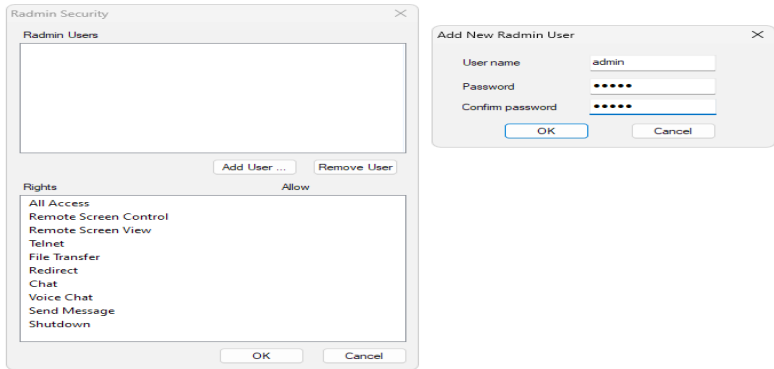 Radmin Security
Radmin Users
Add User ... Remove User
Rights Allow
All Access
Remote Screen Control
Remote Screen View
Telnet
File Transfer
Redirect
Chat
Voice Chat
Send Message
Shutdown
OK Cancel
Add New Radmin User
User name admin
Password •••••
Confirm password •••••
OK Cancel